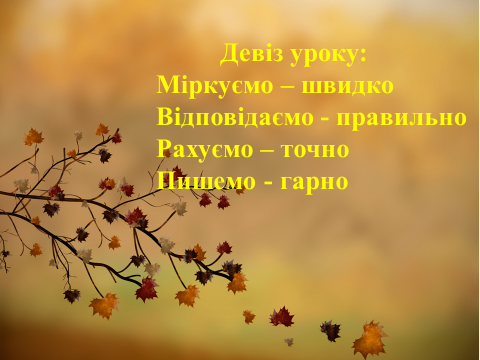 Девіз уроку:
Міркуємо – швидко
Відповідаємо - правильно
Рахуємо – точно
Пишемо - гарно